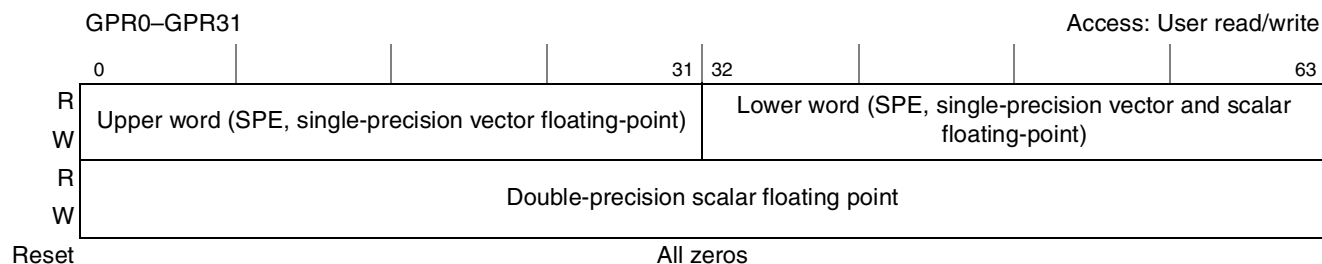 GPR0–GPR31 Access: User read/write
0 31 32 63
R
W
Upper word (SPE, single-precision vector floating-point)
Lower word (SPE, single-precision vector and scalar
floating-point)
R
W
Double-precision scalar floating point
Reset All zeros